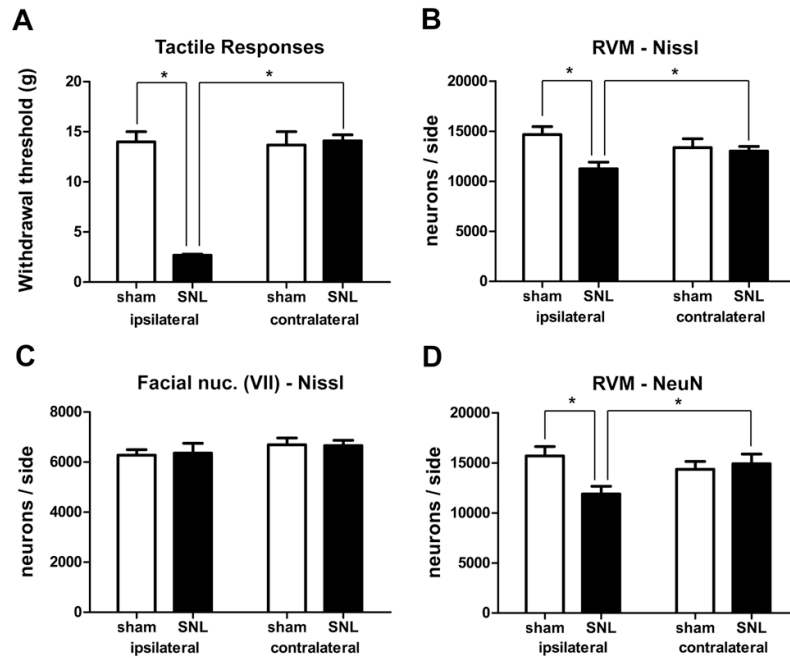 A
Tactile Responses
Withdrawal threshold (g)
20
15
10
5
0
* *
sham SNL sham SNL
ipsilateral contralateral
B
RVM - Nissl
neurons / side
20000
15000
10000
5000
0
* *
sham SNL sham SNL
ipsilateral contralateral
C
Facial nuc. (VII) - Nissl
neurons / side
8000
6000
4000
2000
0
sham SNL sham SNL
ipsilateral contralateral
D
RVM - NeuN
neurons / side
20000
15000
10000
5000
0
* *
sham SNL sham SNL
ipsilateral contralateral